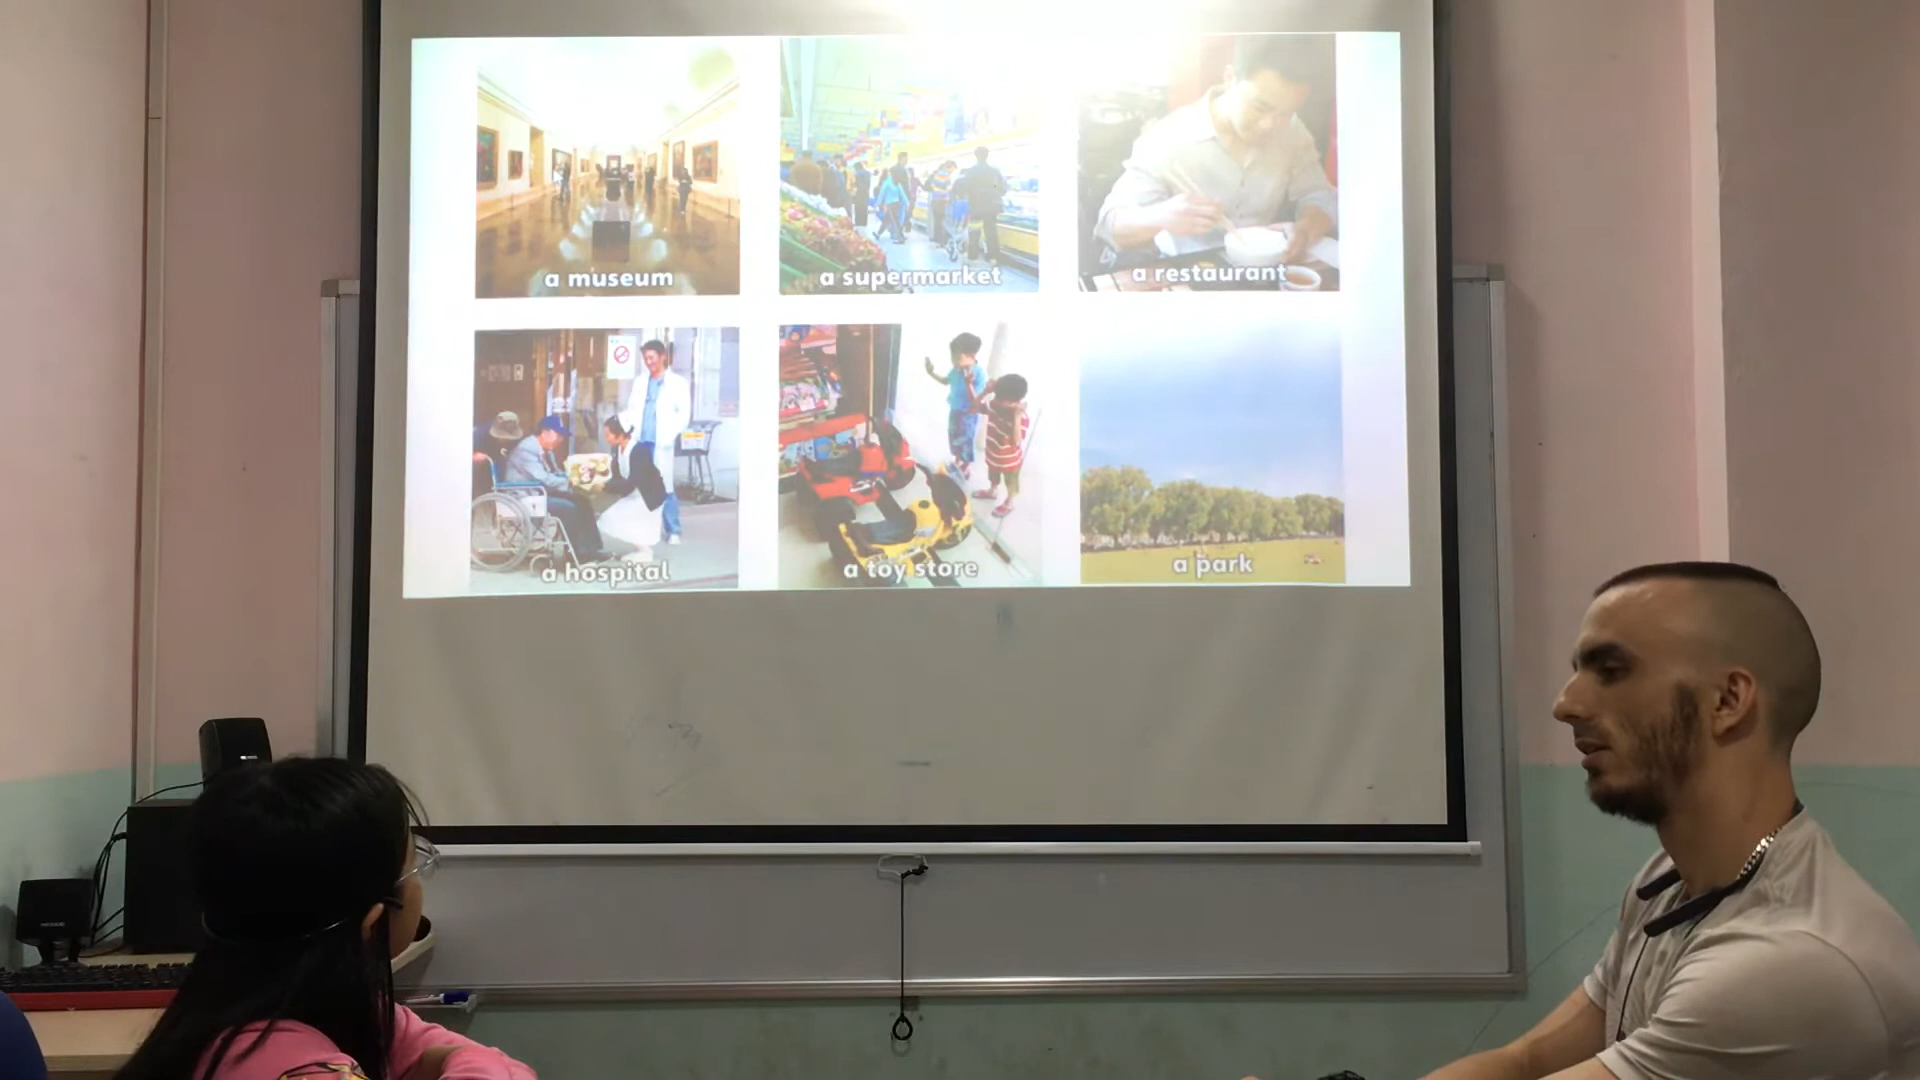 a museum
a supermarket
a restaurant
a hospital
a toy store
a park